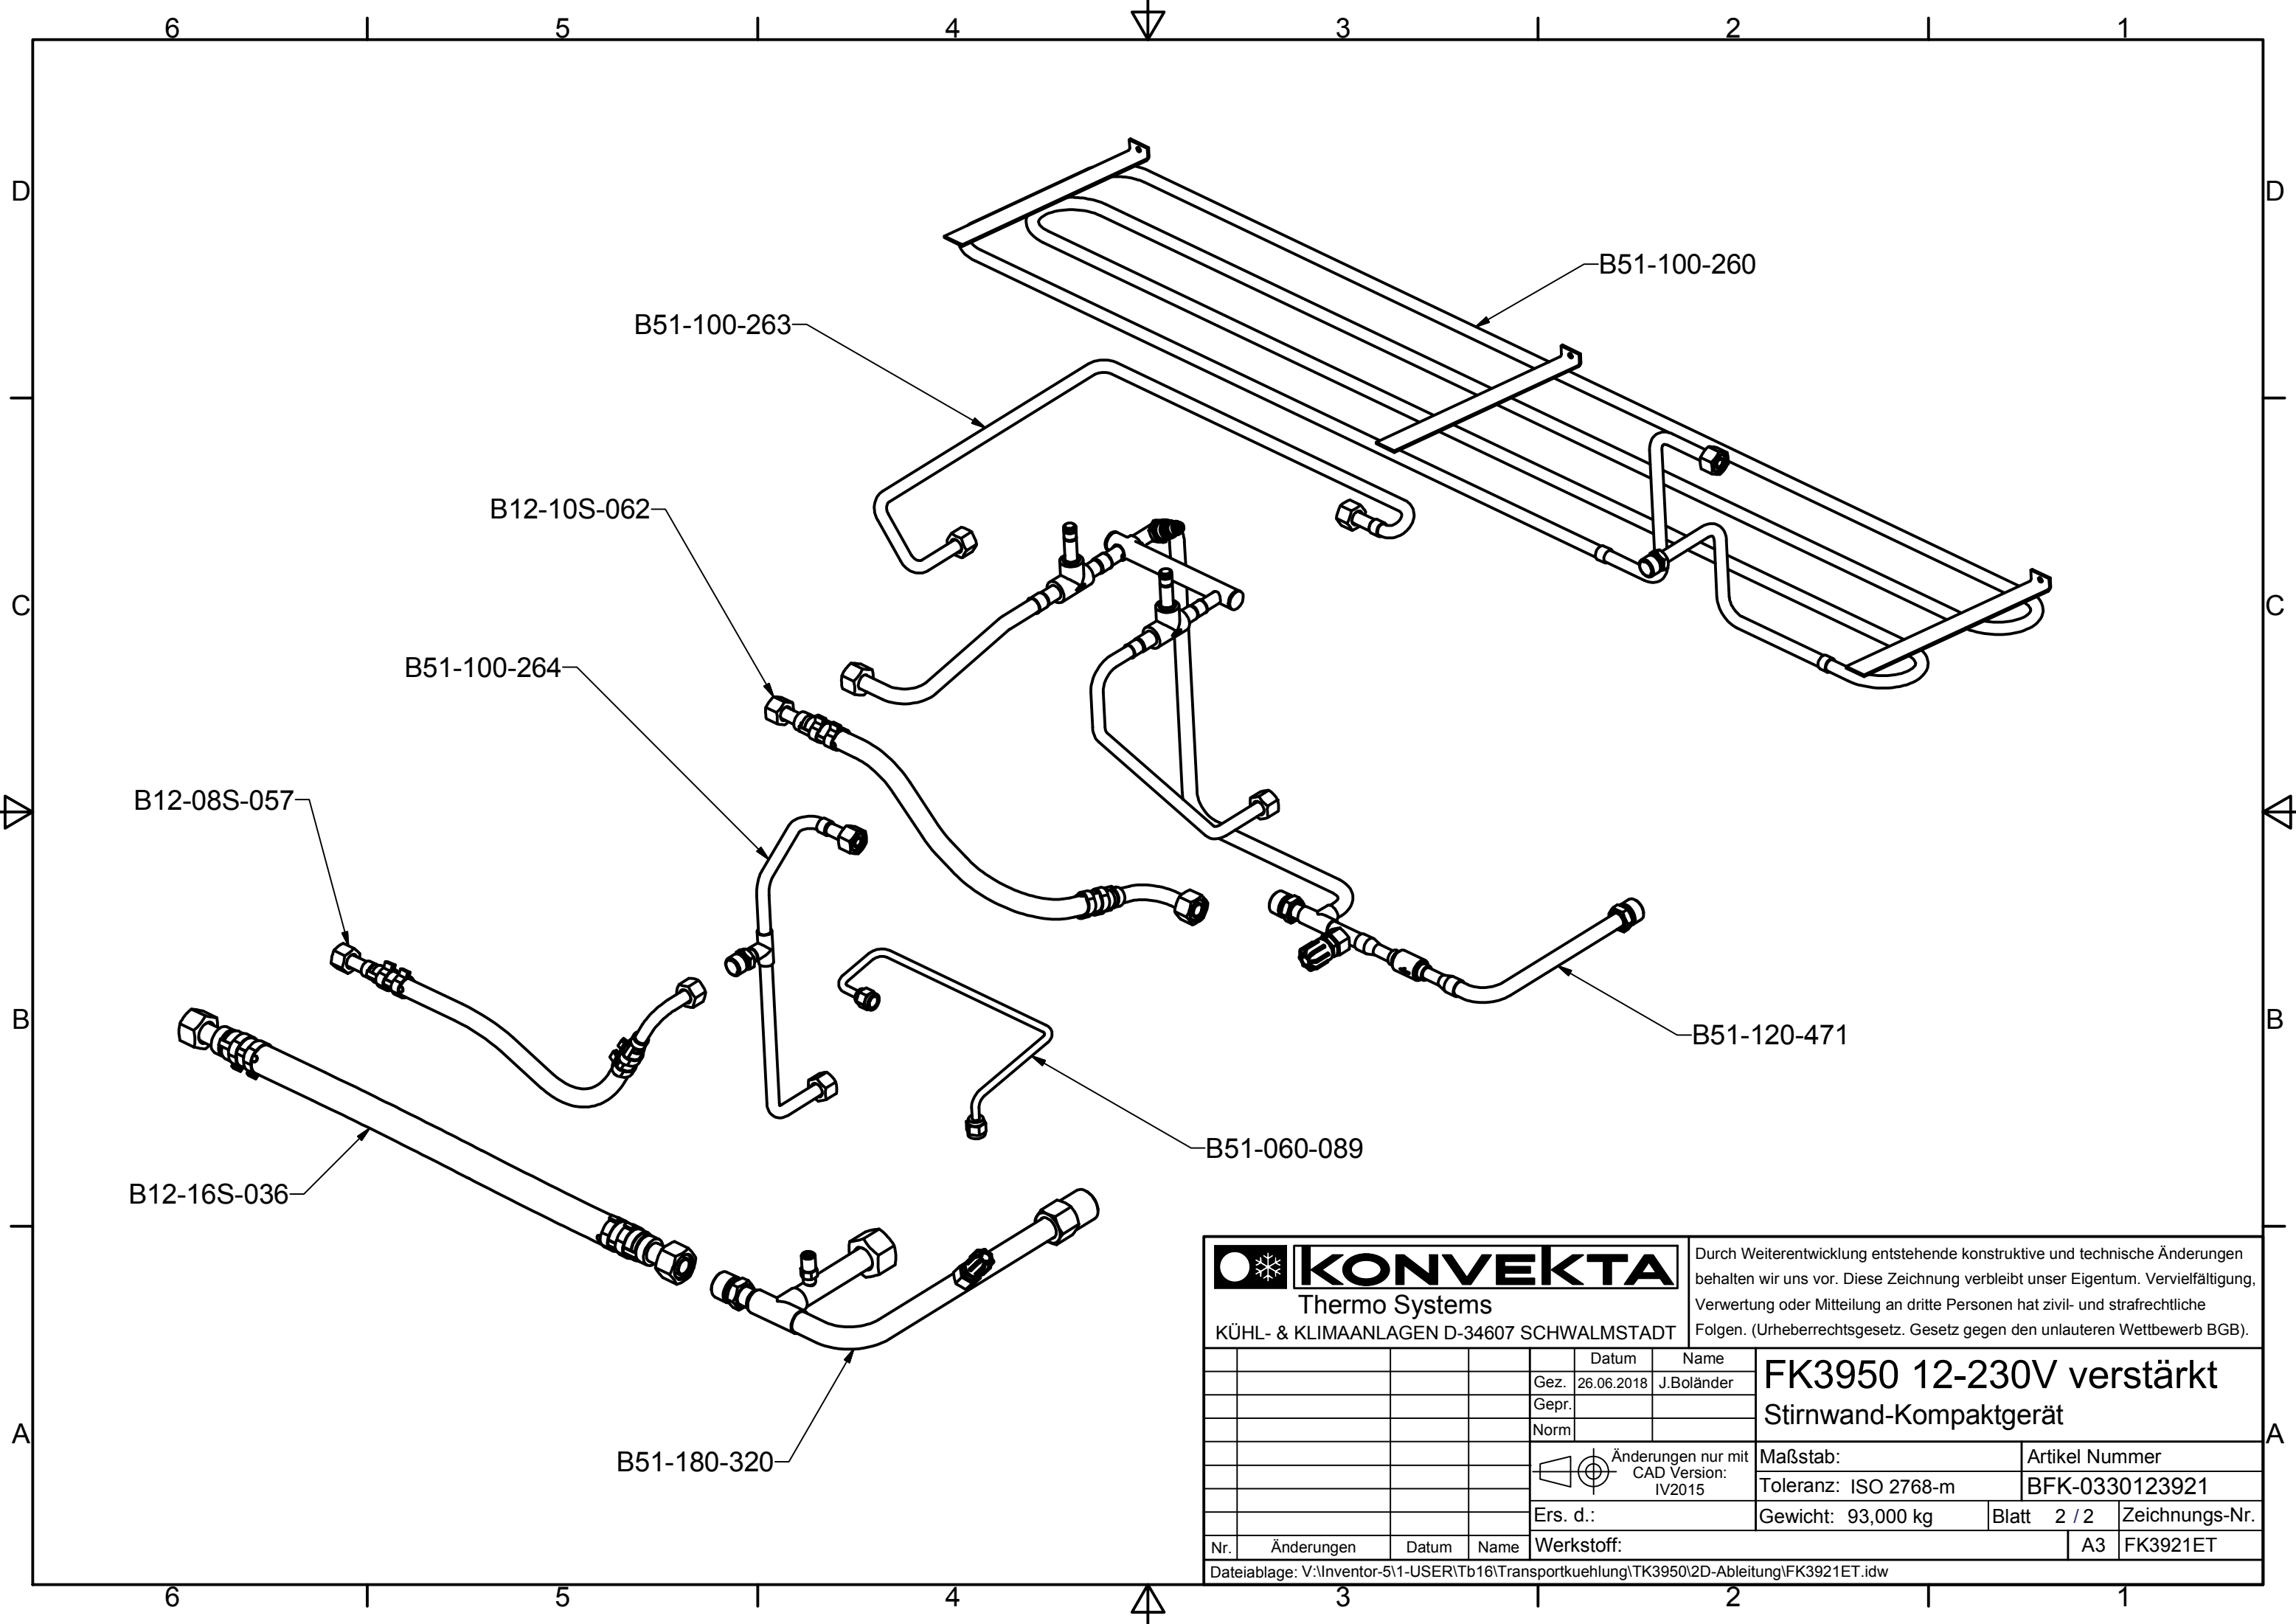 6 5 4 3 2 1
D D
B51-100-260
B51-100-263
B12-10S-062
C C
B51-100-264
B12-08S-057
B B
B51-120-471
B51-060-089
B12-16S-036
B51-180-320
A A
KONVEKTA
Thermo Systems
KÜHL- & KLIMAANLAGEN D-34607 SCHWALMSTADT
Durch Weiterentwicklung entstehende konstruktive und technische Änderungen
behalten wir uns vor. Diese Zeichnung verbleibt unser Eigentum. Vervielfältigung,
Verwertung oder Mitteilung an dritte Personen hat zivil- und strafrechtliche
Folgen. (Urheberrechtsgesetz. Gesetz gegen den unlauteren Wettbewerb BGB).
Datum Name
Gez. 26.06.2018 J.Boländer
Gepr.
Norm
FK3950 12-230V verstärkt
Stirnwand-Kompaktgerät
Änderungen nur mit
CAD Version:
IV2015
Maßstab:
Artikel Nummer
Toleranz: ISO 2768-m
BFK-0330123921
Ers. d.:
Gewicht: 93,000 kg
Blatt 2 / 2
Zeichnungs-Nr.
Nr. Änderungen Datum Name
Werkstoff:
A3
FK3921ET
Dateiablage: V:\Inventor-5\1-USER\Tb16\Transportkuehlung\TK3950\2D-Ableitung\FK3921ET.idw
6 5 4 3 2 1